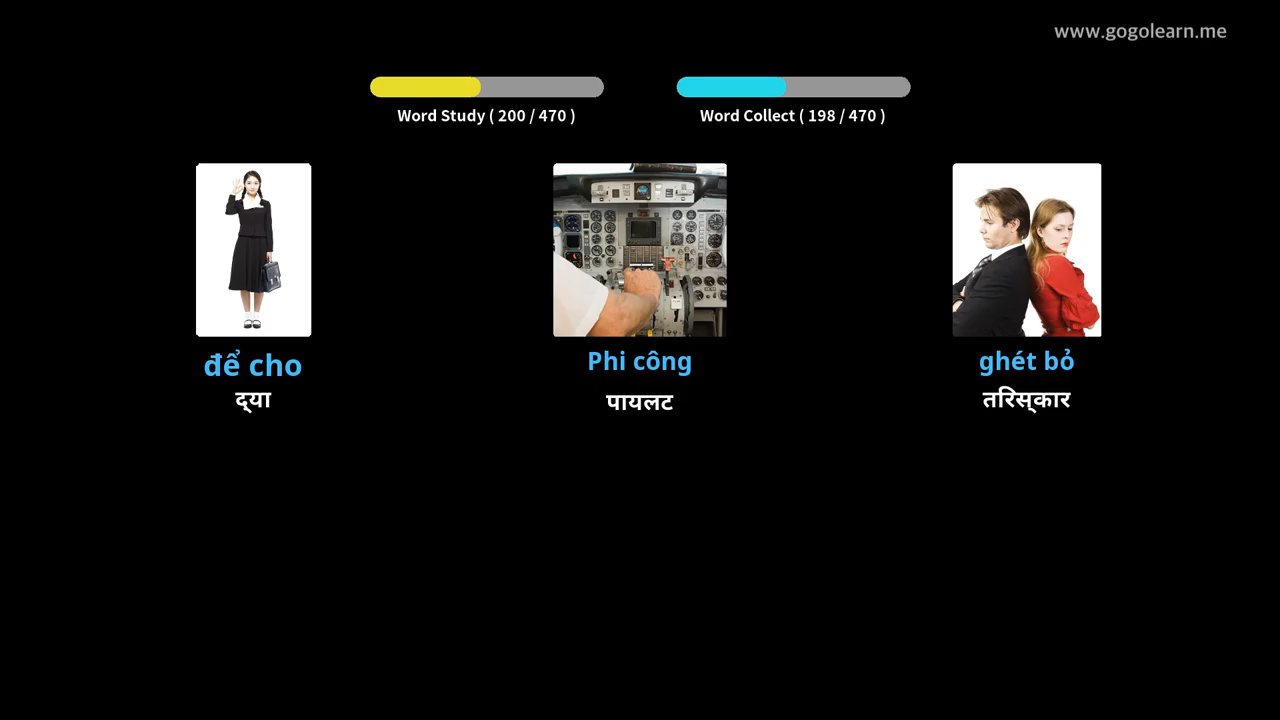 www.gogolearn.me
Word Study ( 200 / 470 )
Word Collect ( 198 / 470 )
để cho
Phi công
ghét bỏ
द्‌या
पायलट
तरिस्‌कार